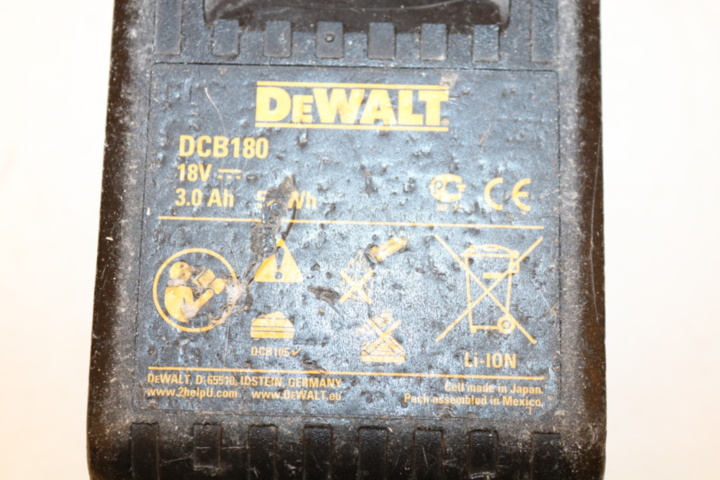 DEWALT
DCB180
18V
3.0 Ah Wh
CE
DCB105
Li-ION
DEWALT, D-65510, IDSTEIN, GERMANY
www.2helpU.com www.DEWALT.eu
Cell made in Japan.
Pack assembled in Mexico.